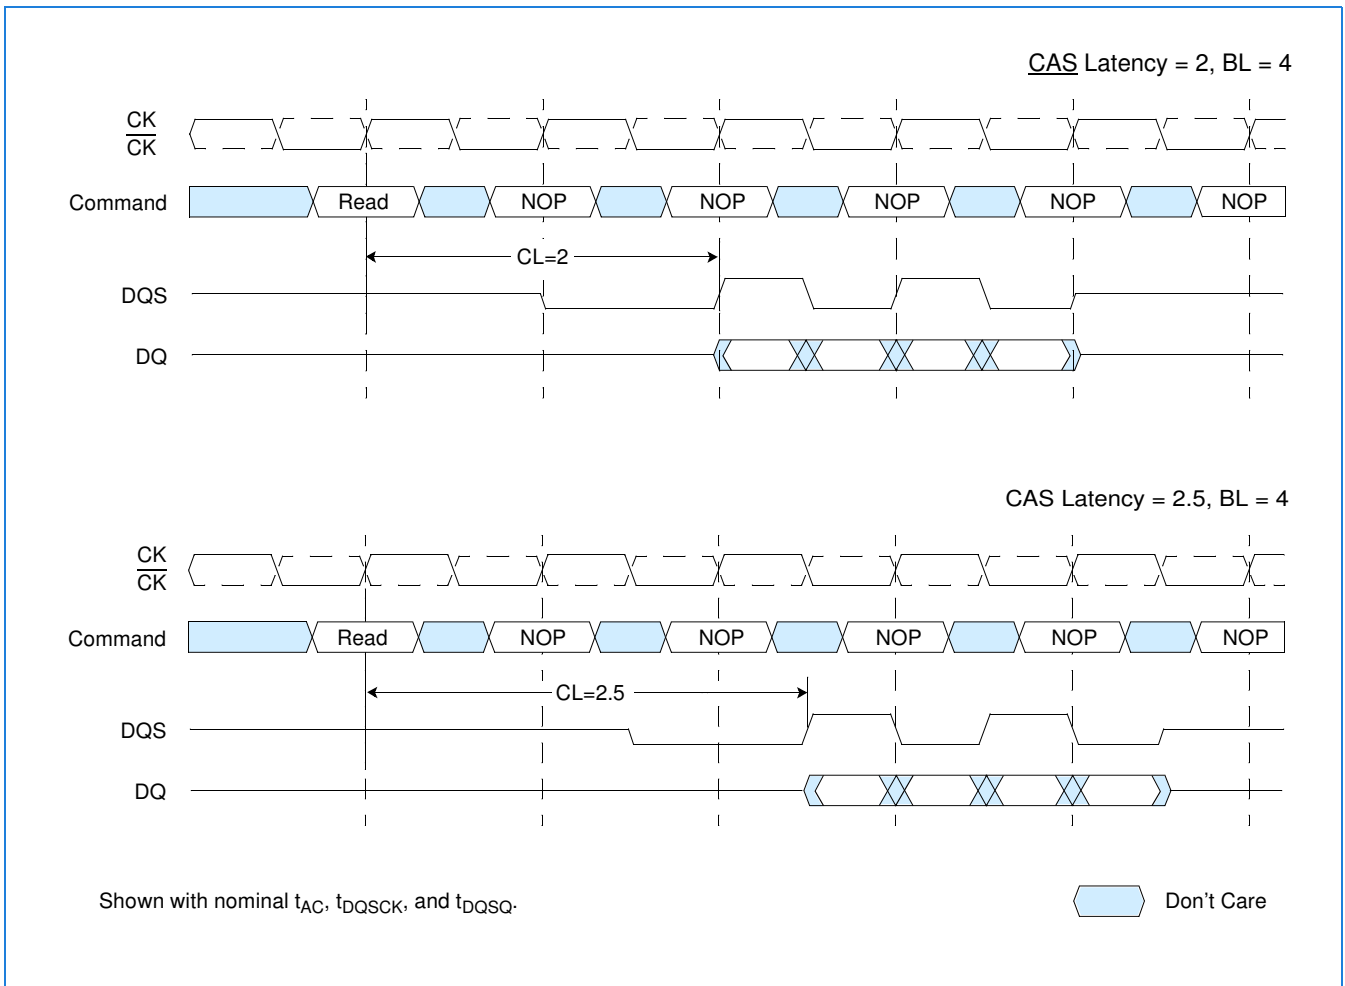 CAS Latency = 2, BL = 4
CK
CK
Command
Read NOP NOP NOP NOP NOP
CL=2
DQS
DQ
CAS Latency = 2.5, BL = 4
CK
CK
Command
Read NOP NOP NOP NOP NOP
CL=2.5
DQS
DQ
Shown with nominal tAC, tDQSCK, and tDQSQ.
Don't Care